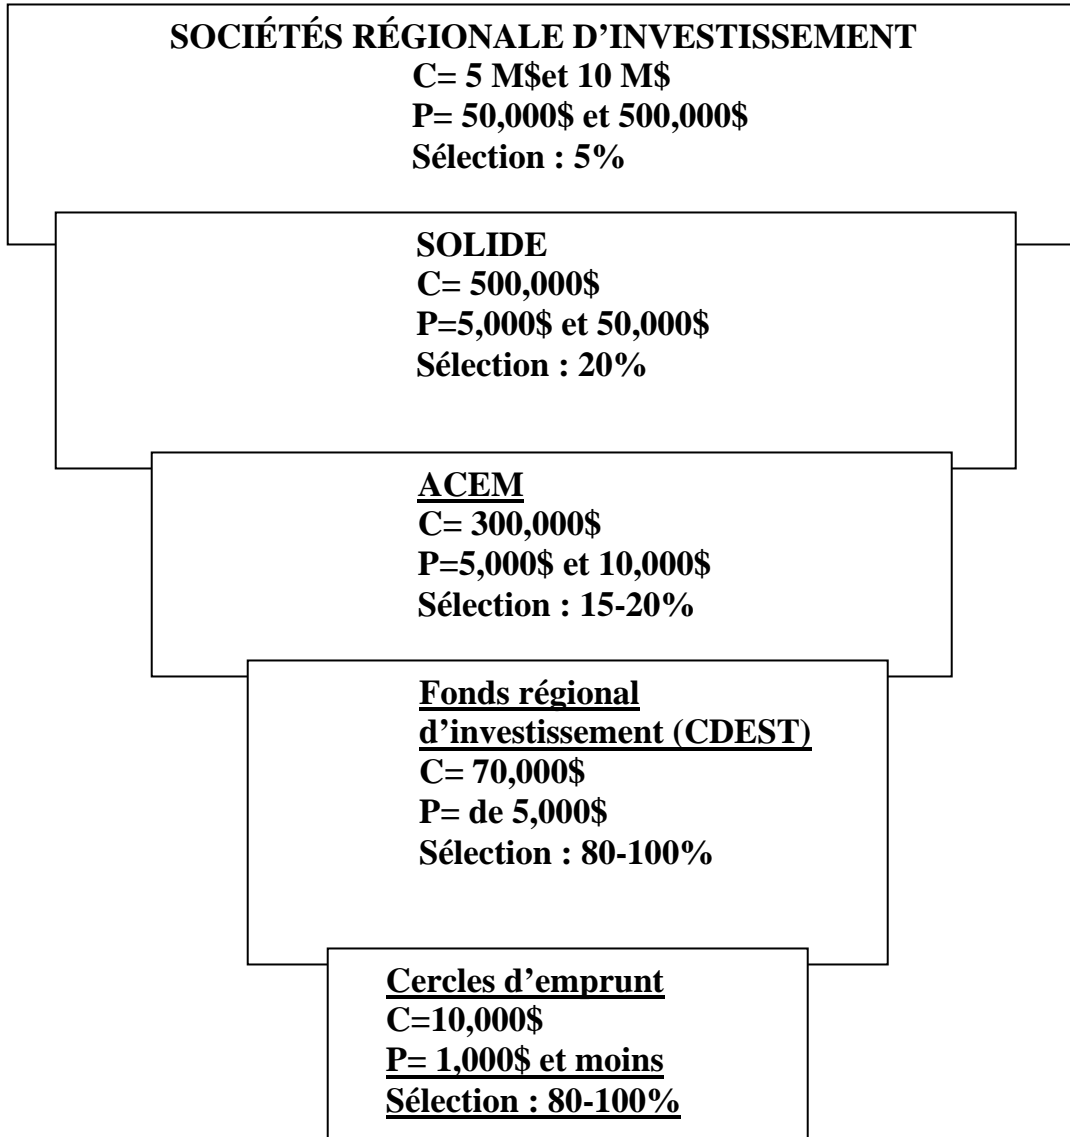 SOCIÉTÉS RÉGIONALE D’INVESTISSEMENT
C= 5 M$et 10 M$
P= 50,000$ et 500,000$
Sélection : 5%
SOLIDE
C= 500,000$
P=5,000$ et 50,000$
Sélection : 20%
ACEM
C= 300,000$
P=5,000$ et 10,000$
Sélection : 15-20%
Fonds régional
d’investissement (CDEST)
C= 70,000$
P= de 5,000$
Sélection : 80-100%
Cercles d’emprunt
C=10,000$
P= 1,000$ et moins
Sélection : 80-100%